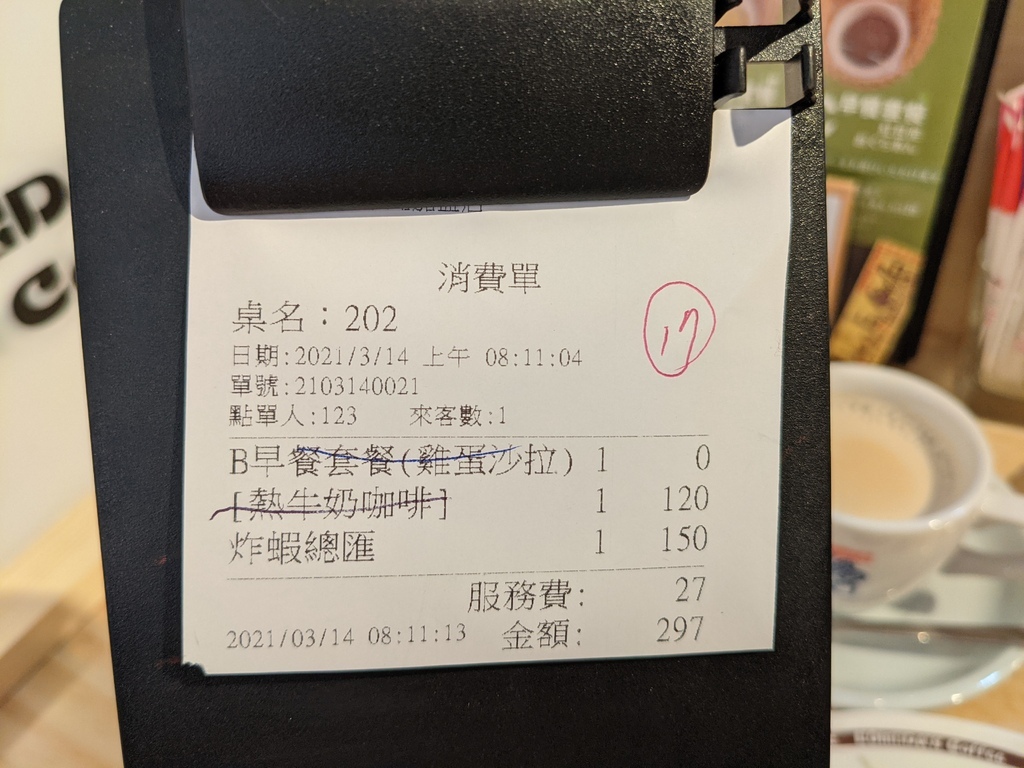 消費單
桌名：202
17
日期:2021/3/14 上午 08:11:04
單號:2103140021
點單人:123 來客數:1
B早餐套餐(雞蛋沙拉) 1 0
[熱牛奶咖啡] 1 120
炸蝦總匯 1 150
服務費: 27
2021/03/14 08:11:13 金額: 297